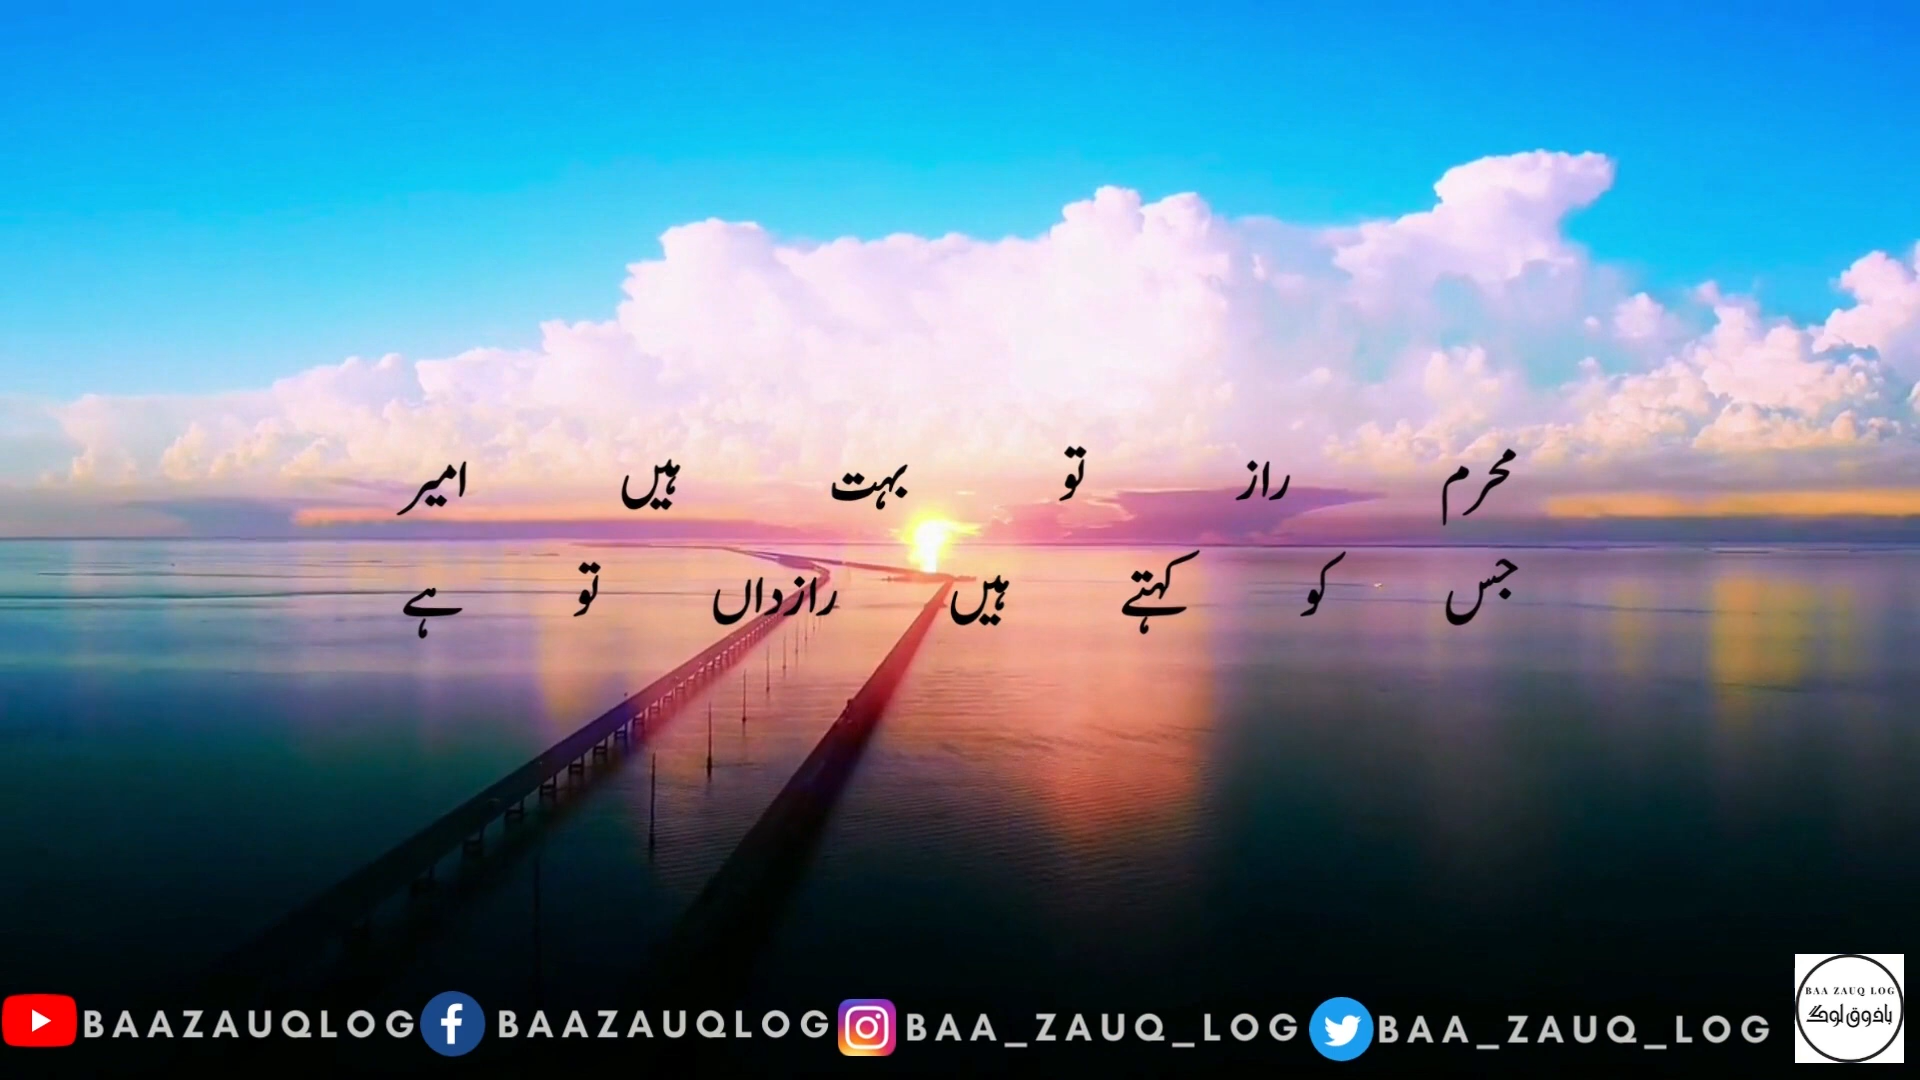 محرم راز تو بہت ہیں امیر
جس کو کہتے ہیں رازداں تو ہے
BAAZAUQLOG BAAZAUQLOG BAA_ZAUQ_LOG BAA_ZAUQ_LOG
BAA ZAUQ LOG
باذوق لوگ